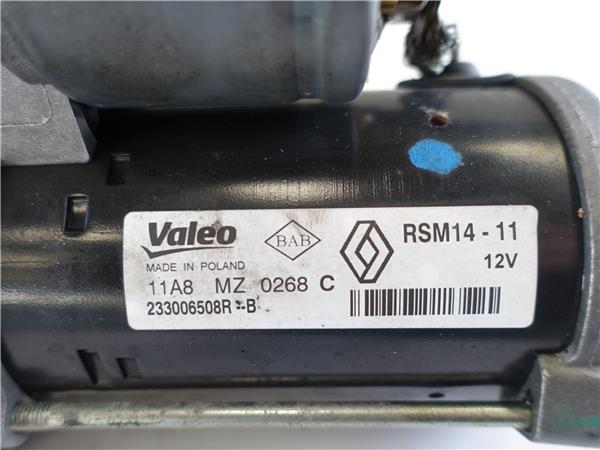 Valeo
BAB
RSM14 - 11
MADE IN POLAND
12V
11A8 MZ 0268 C
233006508R -B